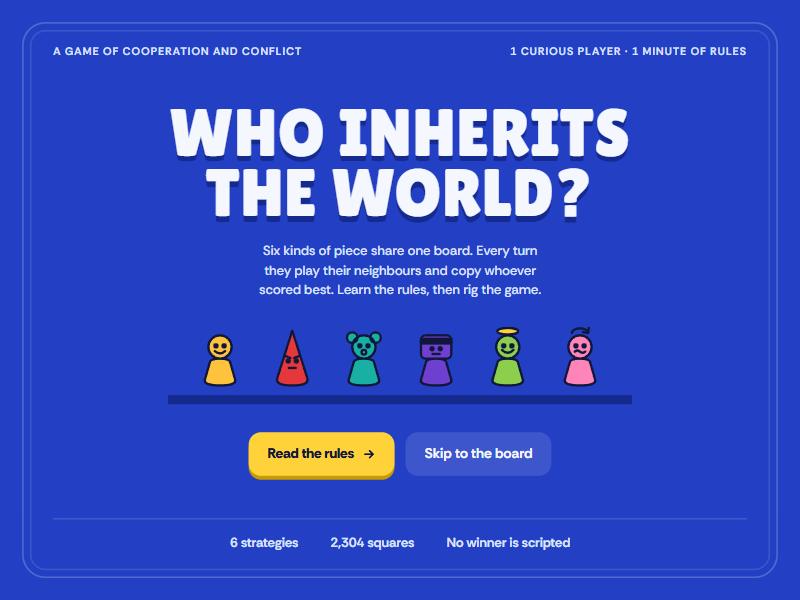 A GAME OF COOPERATION AND CONFLICT
1 CURIOUS PLAYER · 1 MINUTE OF RULES
WHO INHERITS
THE WORLD?
Six kinds of piece share one board. Every turn
they play their neighbours and copy whoever
scored best. Learn the rules, then rig the game.
Read the rules →
Skip to the board
6 strategies
2,304 squares
No winner is scripted